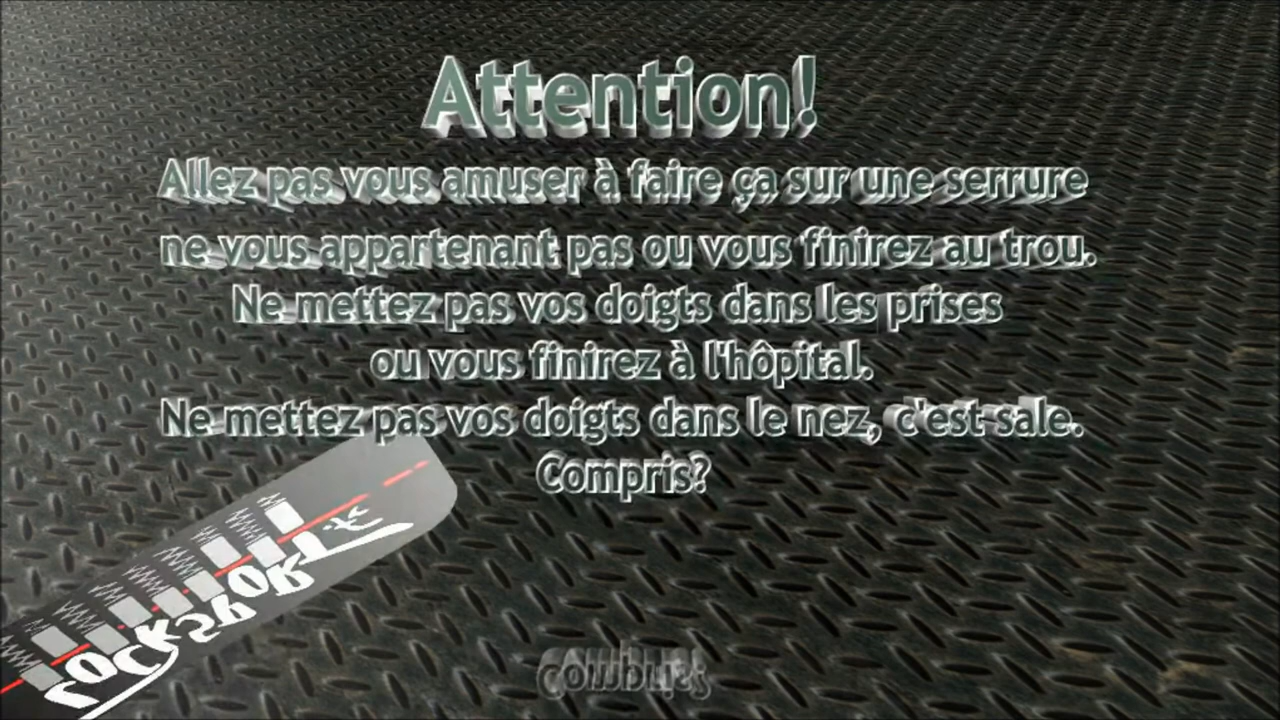 Attention!
Allez pas vous amuser à faire ça sur une serrure
ne vous appartenant pas ou vous finirez au trou.
Ne mettez pas vos doigts dans les prises
ou vous finirez à l'hôpital.
Ne mettez pas vos doigts dans le nez, c'est sale.
Compris?
LOCKSPORT.fr
Compris?